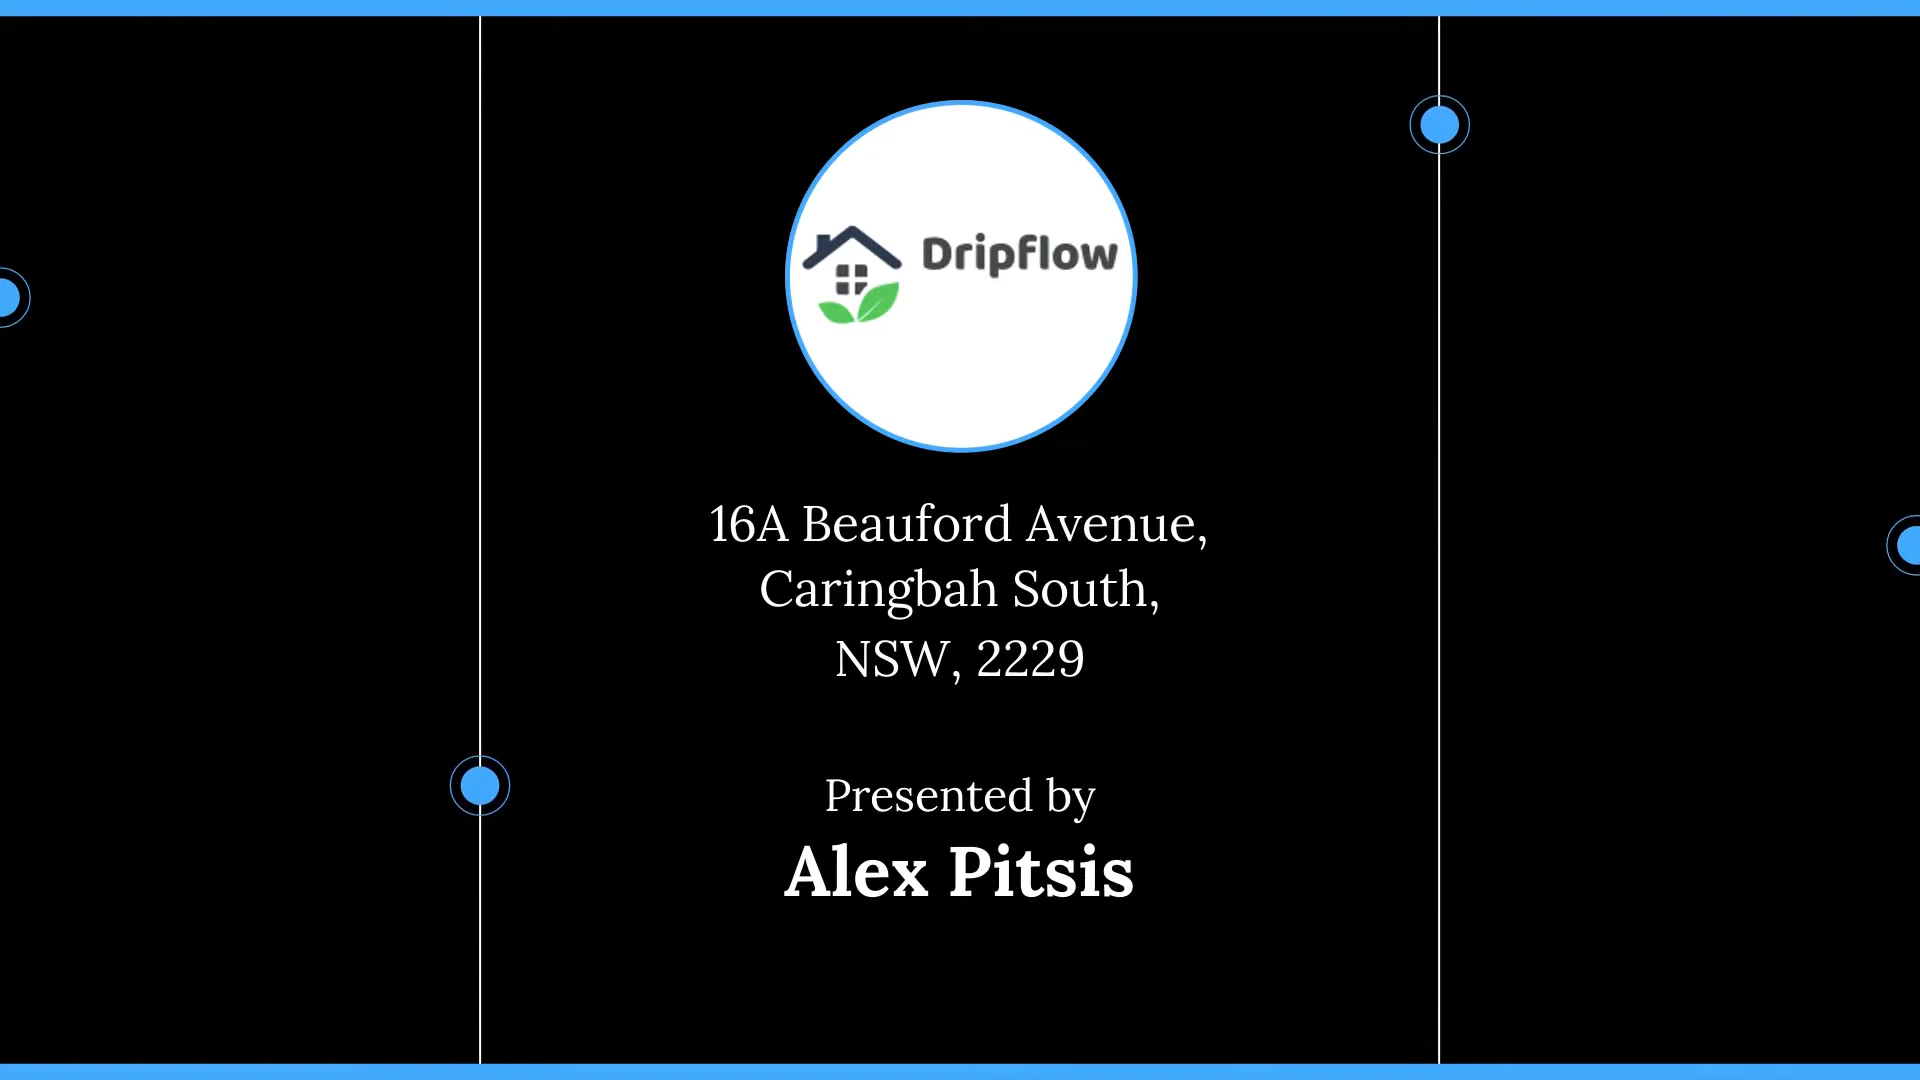 Dripflow
16A Beauford Avenue,
Caringbah South,
NSW, 2229
Presented by
Alex Pitsis